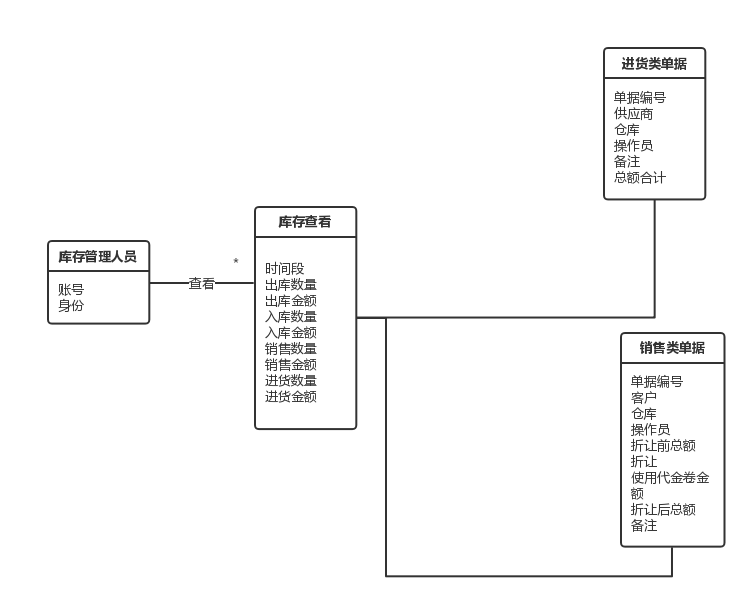 库存管理人员
账号
身份
查看
*
库存查看
时间段
出库数量
出库金额
入库数量
入库金额
销售数量
销售金额
进货数量
进货金额
进货类单据
单据编号
供应商
仓库
操作员
备注
总额合计
销售类单据
单据编号
客户
仓库
操作员
折让前总额
折让
使用代金卷金
额
折让后总额
备注